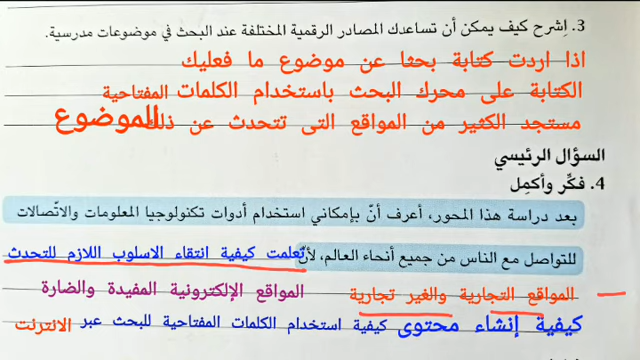 3. اِشرح كيف يمكن أن تساعدك المصادر الرقمية المختلفة عند البحث في موضوعات مدرسية.
اذا اردت كتابة بحثا عن موضوع ما فعليك
الكتابة على محرك البحث باستخدام الكلمات المفتاحية
مستجد الكثير من المواقع التى تتحدث عن ذلك الموضوع
السؤال الرئيسي
4. فكِّر وأكمِل
بعد دراسة هذا المحور، أعرف أنّ بإمكاني استخدام أدوات تكنولوجيا المعلومات والاتّصالات
للتواصل مع الناس من جميع أنحاء العالم، لأنّ تعلمت كيفية انتقاء الاسلوب اللازم للتحدث
المواقع التجارية والغير تجارية المواقع الإلكترونية المفيدة والضارة
كيفية إنشاء محتوى كيفية استخدام الكلمات المفتاحية للبحث عبر الانترنت